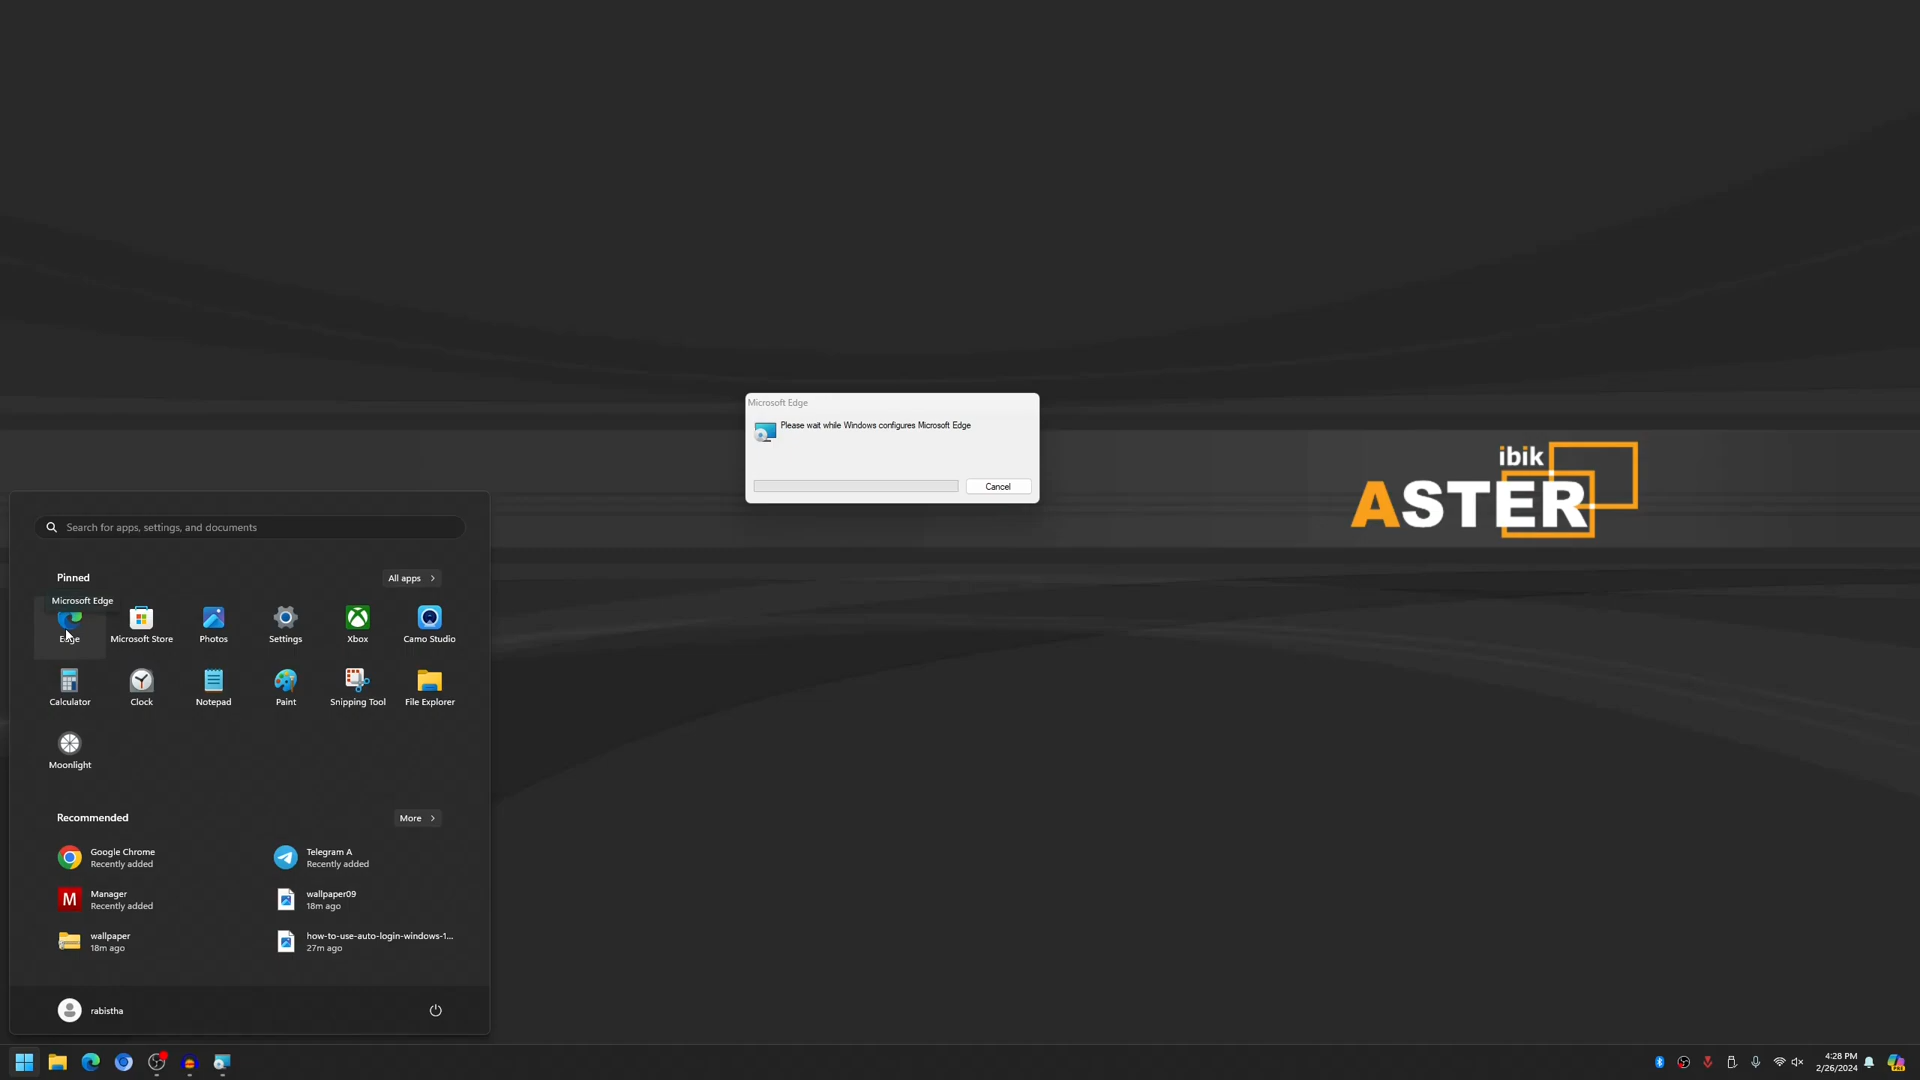 Microsoft Edge
Please wait while Windows configures Microsoft Edge
Cancel
ibik
ASTER
Search for apps, settings, and documents
Pinned
All apps
Microsoft Edge
Edge
Microsoft Store
Photos
Settings
Xbox
Camo Studio
Calculator
Clock
Notepad
Paint
Snipping Tool
File Explorer
Moonlight
Recommended
More
Google Chrome
Recently added
Telegram A
Recently added
M
Manager
Recently added
wallpaper09
18m ago
wallpaper
18m ago
how-to-use-auto-login-windows-1...
27m ago
rabistha
4:28 PM
2/26/2024